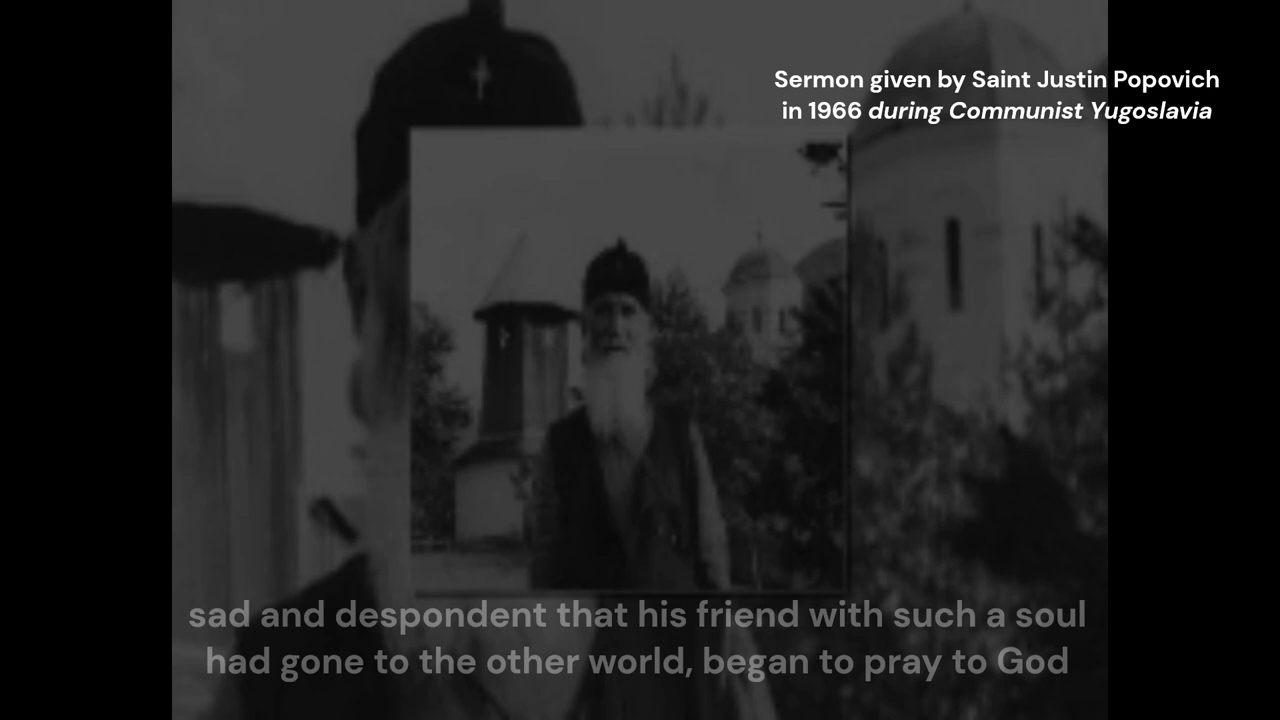 Sermon given by Saint Justin Popovich
in 1966 during Communist Yugoslavia
sad and despondent that his friend with such a soul
had gone to the other world, began to pray to God